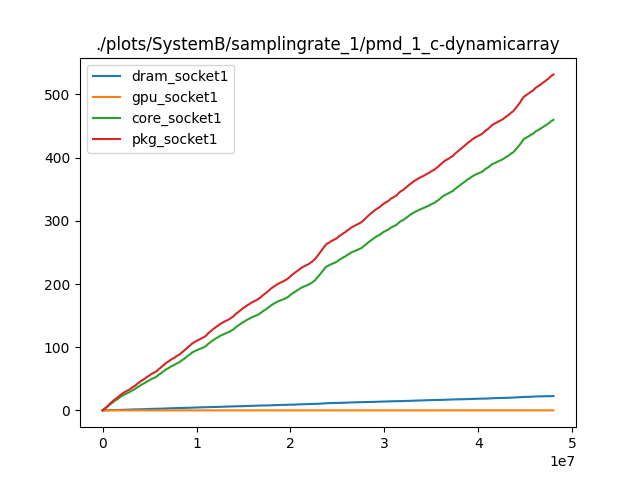 ./plots/SystemB/samplingrate_1/pmd_1_c-dynamicarray
dram_socket1
gpu_socket1
core_socket1
pkg_socket1
500
400
300
200
100
0
0 1 2 3 4 5
1e7